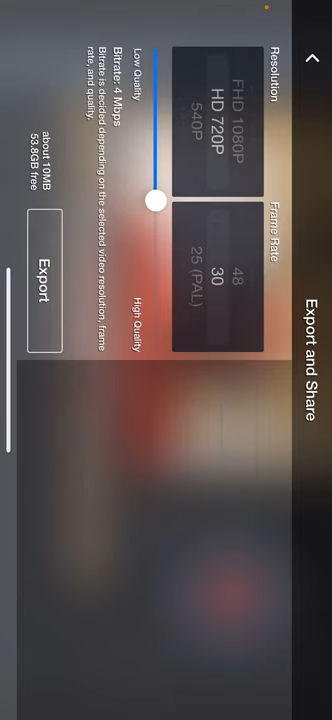 Export and Share
Resolution
Frame Rate
FHD 1080P
HD 720P
540P
48
30
25 (PAL)
Low Quality
High Quality
Bitrate: 4 Mbps
Bitrate is decided depending on the selected video resolution, frame
rate, and quality.
about 10MB
53.8GB free
Export